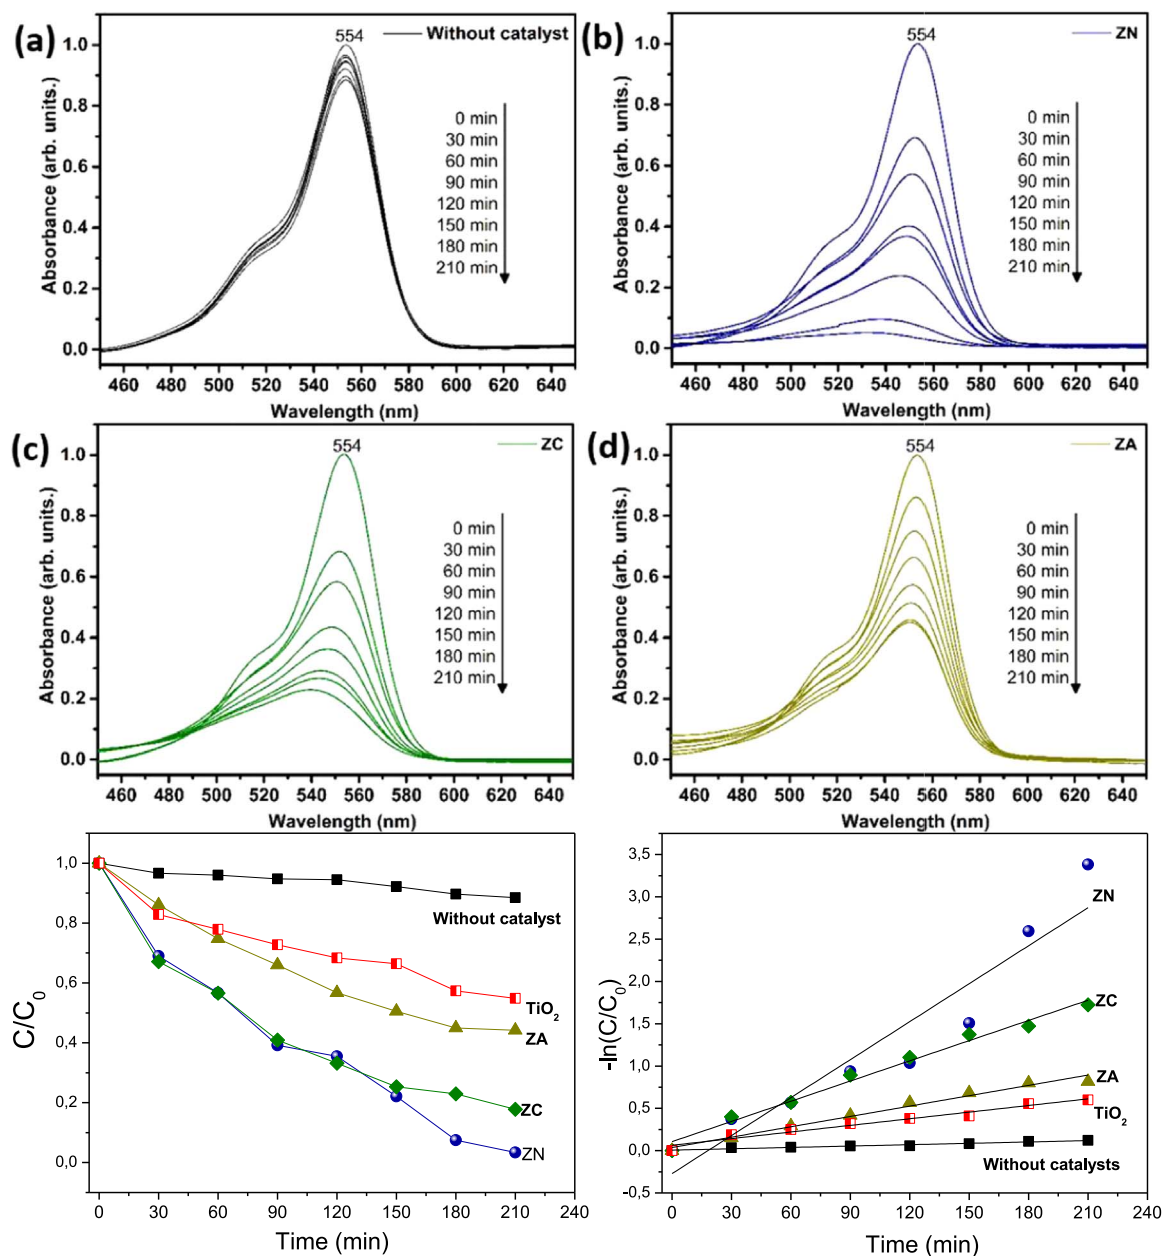 (a)
554
Without catalyst
0 min
30 min
60 min
90 min
120 min
150 min
180 min
210 min
Absorbance (arb. units.)
1.0
0.8
0.6
0.4
0.2
0.0
460 480 500 520 540 560 580 600 620 640
Wavelength (nm)
(b)
554
ZN
0 min
30 min
60 min
90 min
120 min
150 min
180 min
210 min
Absorbance (arb. units.)
1.0
0.8
0.6
0.4
0.2
0.0
460 480 500 520 540 560 580 600 620 640
Wavelength (nm)
(c)
554
ZC
0 min
30 min
60 min
90 min
120 min
150 min
180 min
210 min
Absorbance (arb. units.)
1.0
0.8
0.6
0.4
0.2
0.0
460 480 500 520 540 560 580 600 620 640
Wavelength (nm)
(d)
554
ZA
0 min
30 min
60 min
90 min
120 min
150 min
180 min
210 min
Absorbance (arb. units.)
1.0
0.8
0.6
0.4
0.2
0.0
460 480 500 520 540 560 580 600 620 640
Wavelength (nm)
C/C₀
1,0
0,8
0,6
0,4
0,2
0,0
Without catalyst
TiO₂
ZA
ZC
ZN
0 30 60 90 120 150 180 210 240
Time (min)
-ln(C/C₀)
3,5
3,0
2,5
2,0
1,5
1,0
0,5
0,0
-0,5
ZN
ZC
ZA
TiO₂
Without catalysts
0 30 60 90 120 150 180 210 240
Time (min)